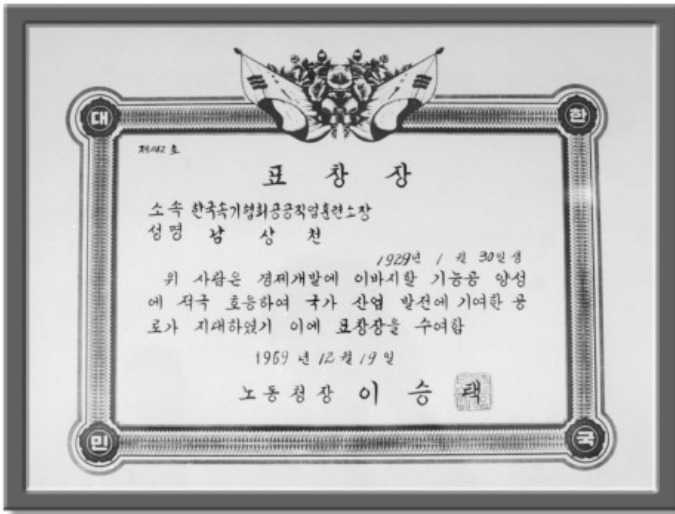 대 한
제1142호
표 창 장
소속 한국속기협회공공직업훈련소장
성명 남 상 천
1929년 1월 30일생
위 사람은 경제개발에 이바지할 기능공 양성
에 적극 호응하여 국가 산업 발전에 기여한 공
로가 지대하였기 이에 표창장을 수여함
1969년 12월 19일
노동청장 이 승 택
민 국